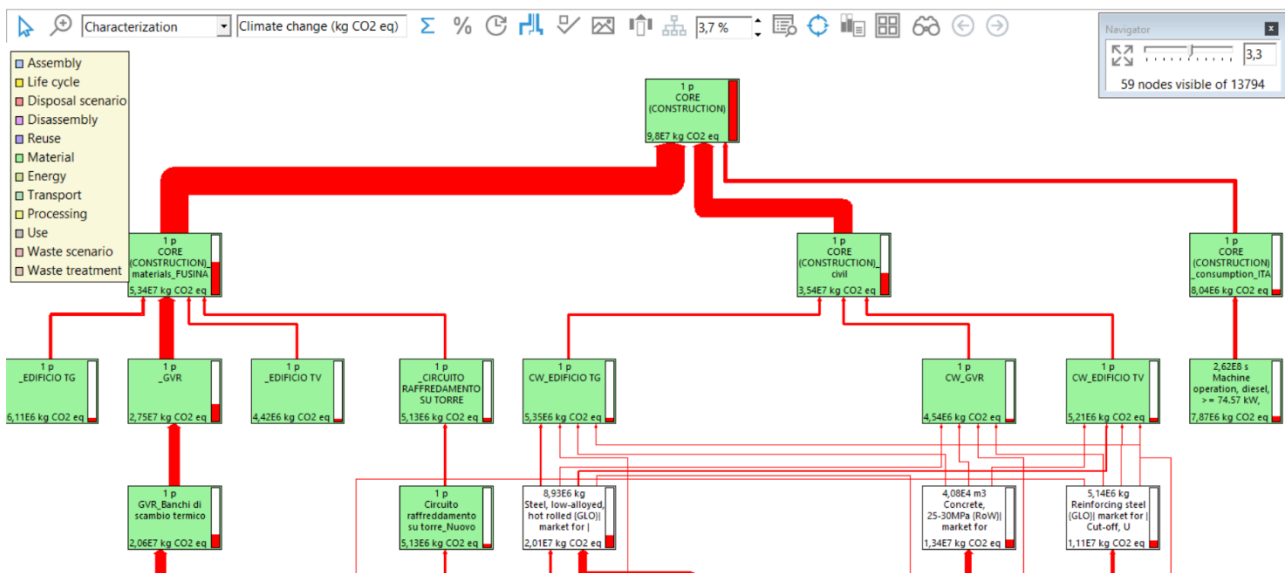 Characterization
Climate change (kg CO2 eq)
Σ
%
3,7 %
Navigator
x
3,3
59 nodes visible of 13794
Assembly
Life cycle
Disposal scenario
Disassembly
Reuse
Material
Energy
Transport
Processing
Use
Waste scenario
Waste treatment
1 p
CORE
(CONSTRUCTION)
9,8E7 kg CO2 eq
1 p
CORE
(CONSTRUCTION)_
materials_FUSINA
5,34E7 kg CO2 eq
1 p
CORE
(CONSTRUCTION)_
civil
3,54E7 kg CO2 eq
1 p
CORE
(CONSTRUCTION)
_consumption_ITA
8,04E6 kg CO2 eq
1 p
_EDIFICIO TG
6,11E6 kg CO2 eq
1 p
_GVR
2,75E7 kg CO2 eq
1 p
_EDIFICIO TV
4,42E6 kg CO2 eq
1 p
_CIRCUITO
RAFFREDAMENTO
SU TORRE
5,13E6 kg CO2 eq
1 p
CW_EDIFICIO TG
5,35E6 kg CO2 eq
1 p
CW_GVR
4,54E6 kg CO2 eq
1 p
CW_EDIFICIO TV
5,21E6 kg CO2 eq
2,62E8 s
Machine
operation, diesel,
>= 74.57 kW,
7,87E6 kg CO2 eq
1 p
GVR_Banchi di
scambio termico
2,06E7 kg CO2 eq
1 p
Circuito
raffreddamento
su torre_Nuovo
5,13E6 kg CO2 eq
8,93E6 kg
Steel, low-alloyed,
hot rolled {GLO}|
market for |
2,01E7 kg CO2 eq
4,08E4 m3
Concrete,
25-30MPa {RoW}|
market for
1,34E7 kg CO2 eq
5,14E6 kg
Reinforcing steel
{GLO}| market for |
Cut-off, U
1,11E7 kg CO2 eq